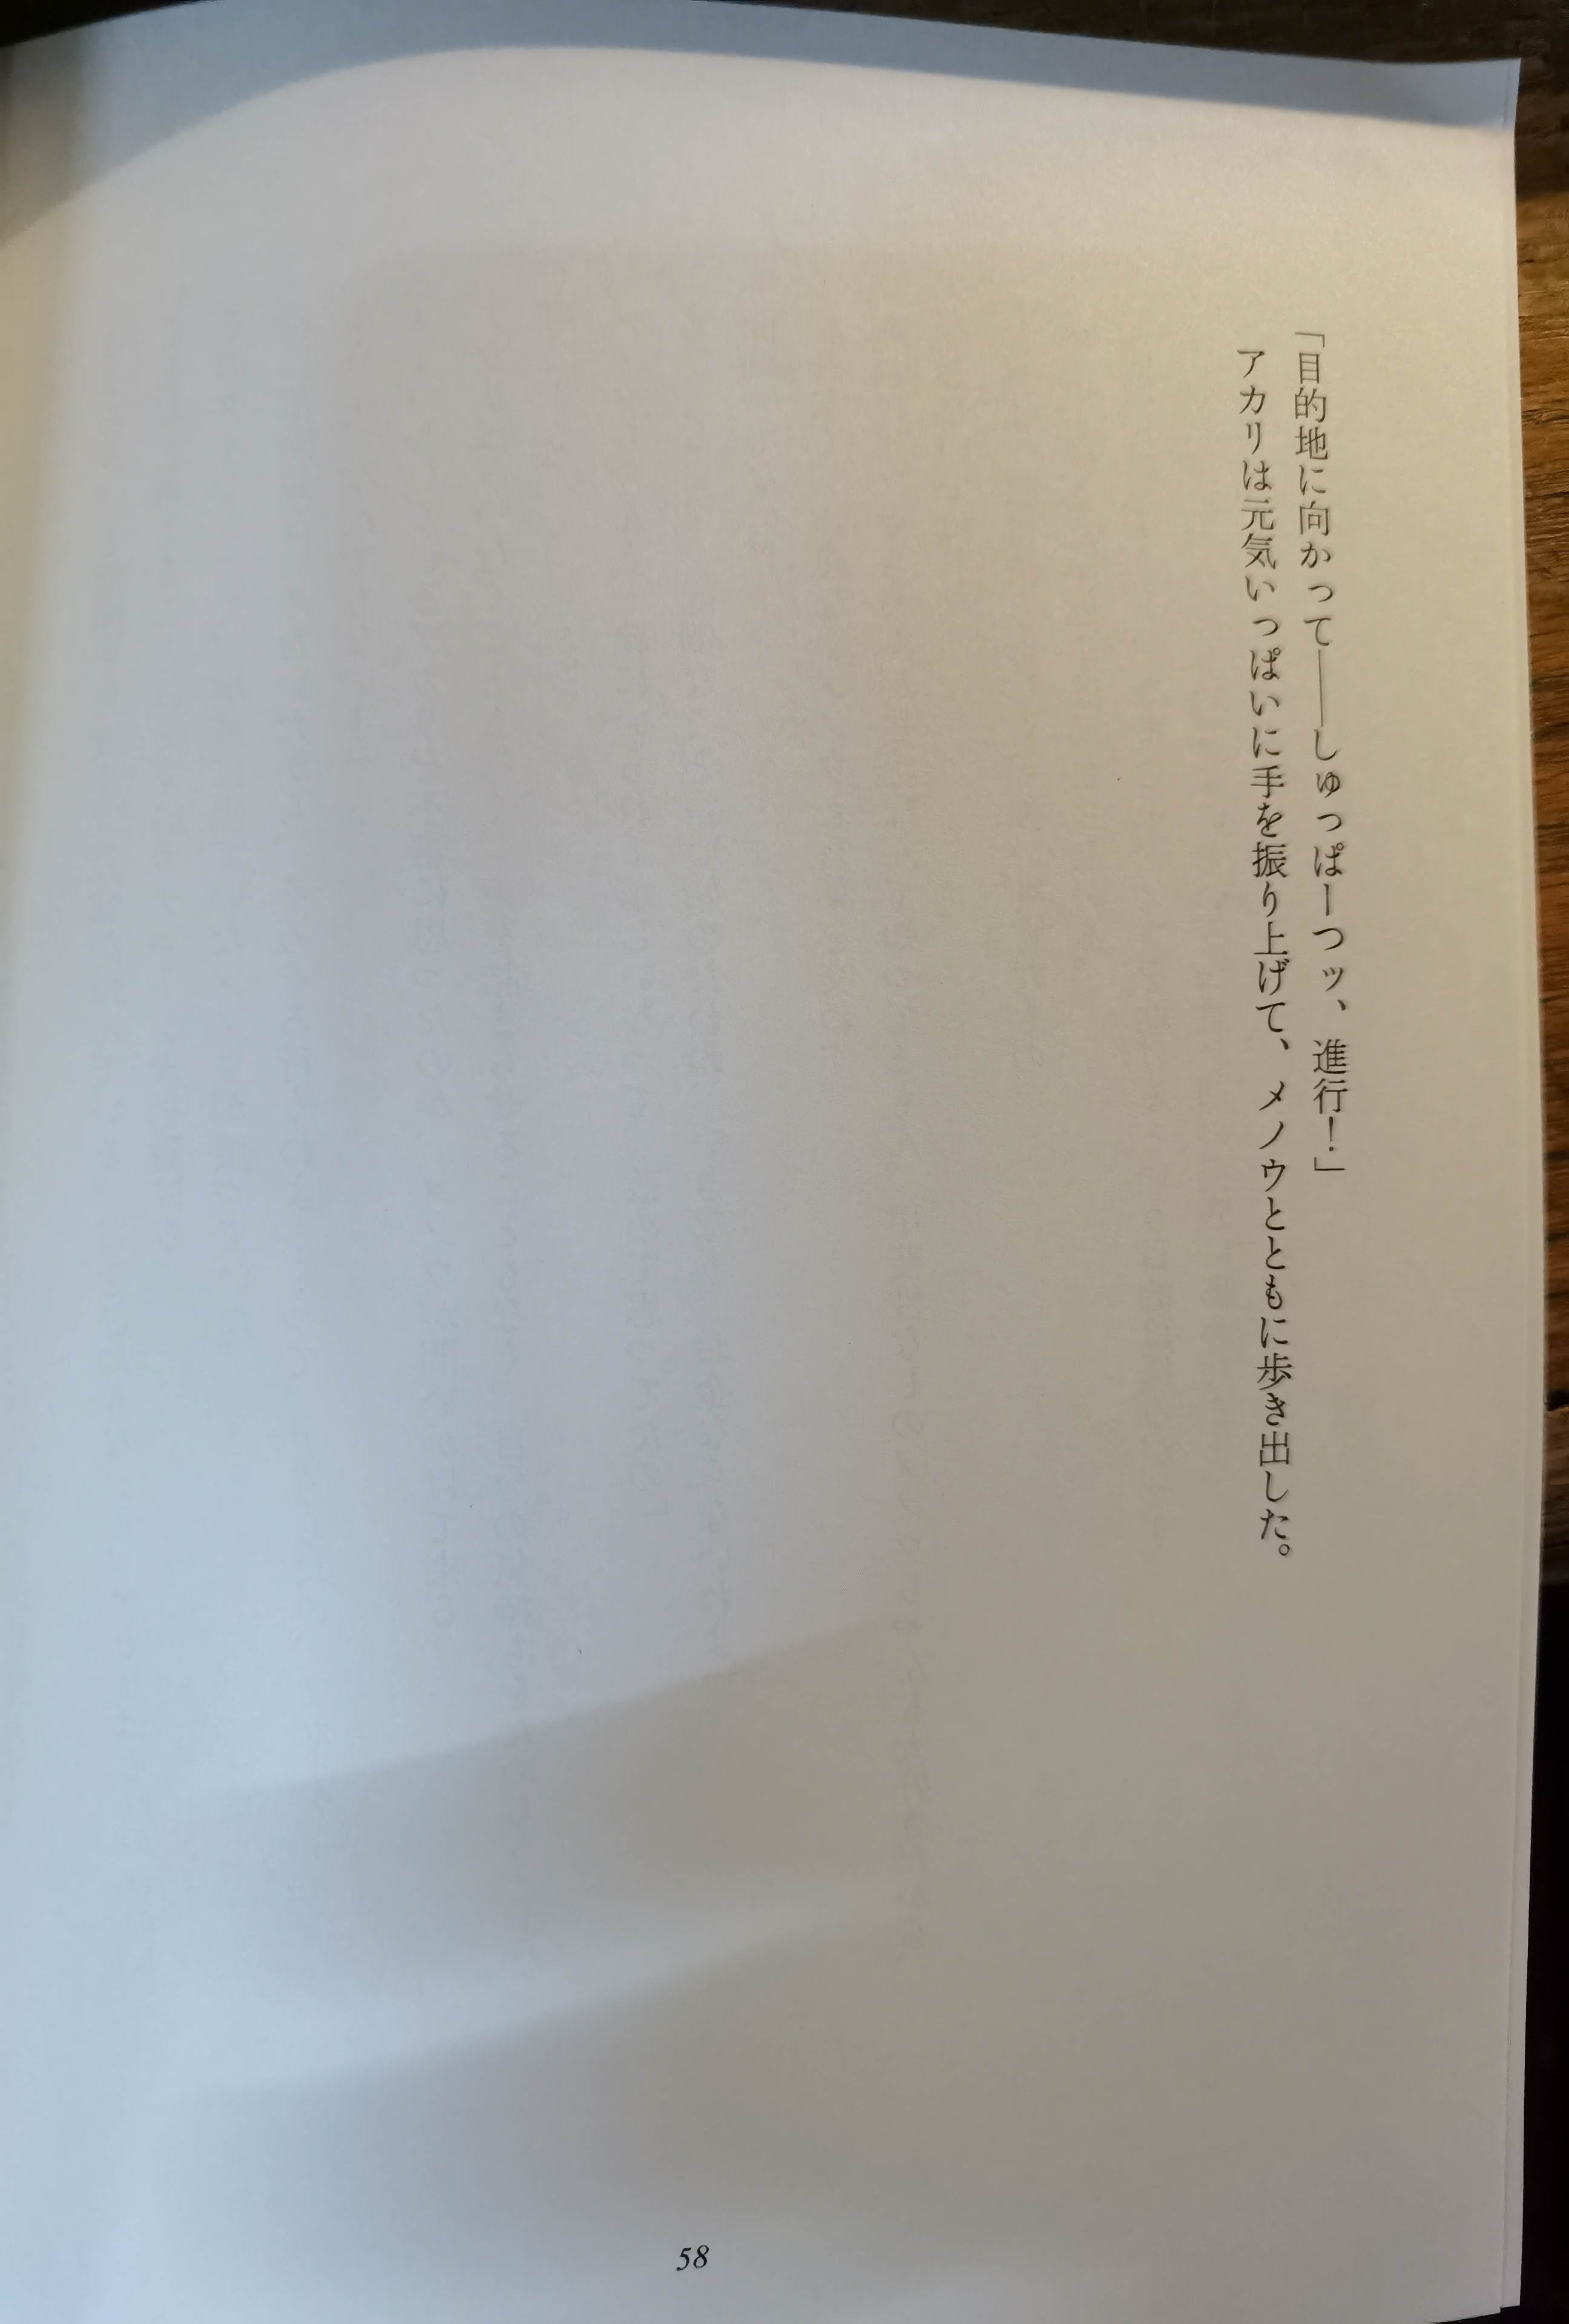 「目的地に向かって――しゅっぱーつッ、進行！」
アカリは元気いっぱいに手を振り上げて、メノウとともに歩き出した。
58